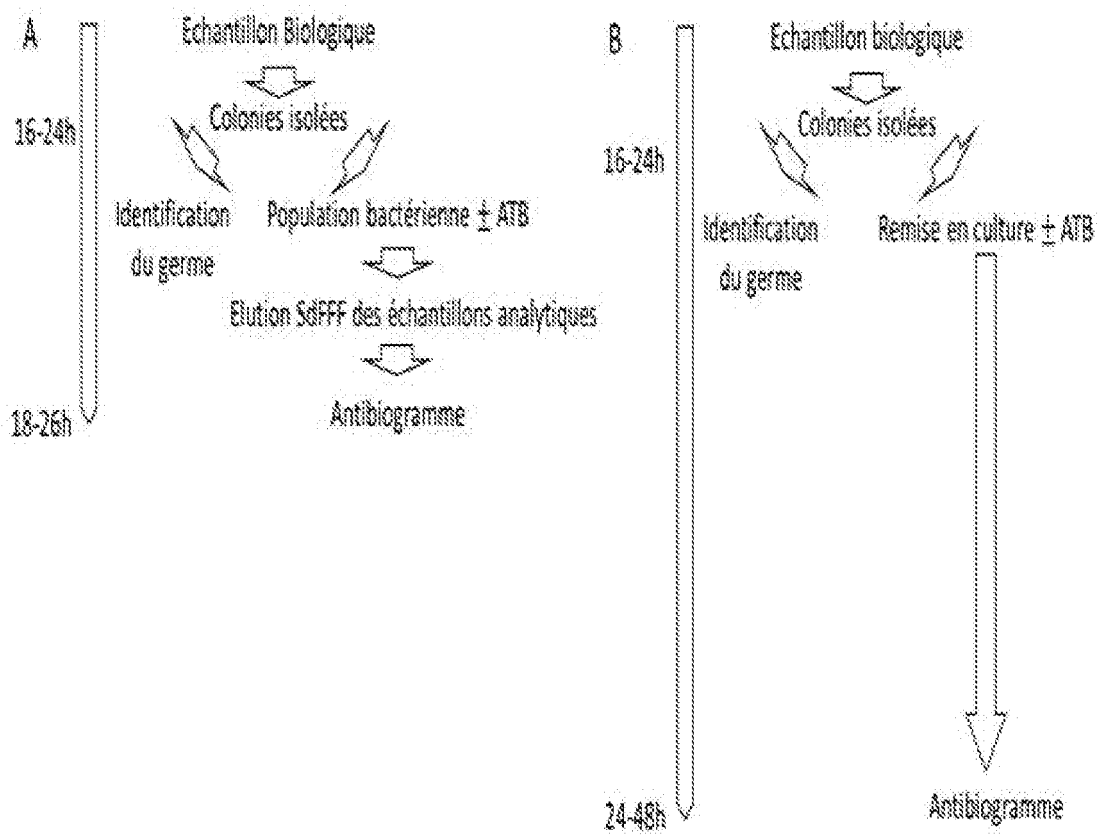 A
Echantillon Biologique
Colonies isolées
16-24h
Identification
du germe
Population bactérienne ± ATB
Elution SdFFF des échantillons analytiques
Antibiogramme
18-26h
B
Echantillon biologique
Colonies isolées
16-24h
Identification
du germe
Remise en culture ± ATB
Antibiogramme
24-48h